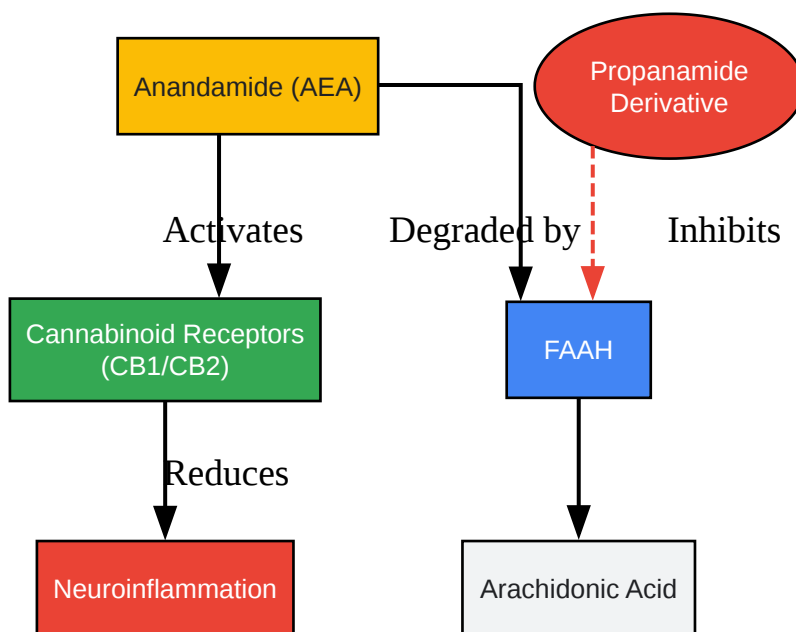 Anandamide (AEA)
Propanamide
Derivative
Activates
Degraded by
Inhibits
Cannabinoid Receptors
(CB1/CB2)
FAAH
Reduces
Neuroinflammation
Arachidonic Acid